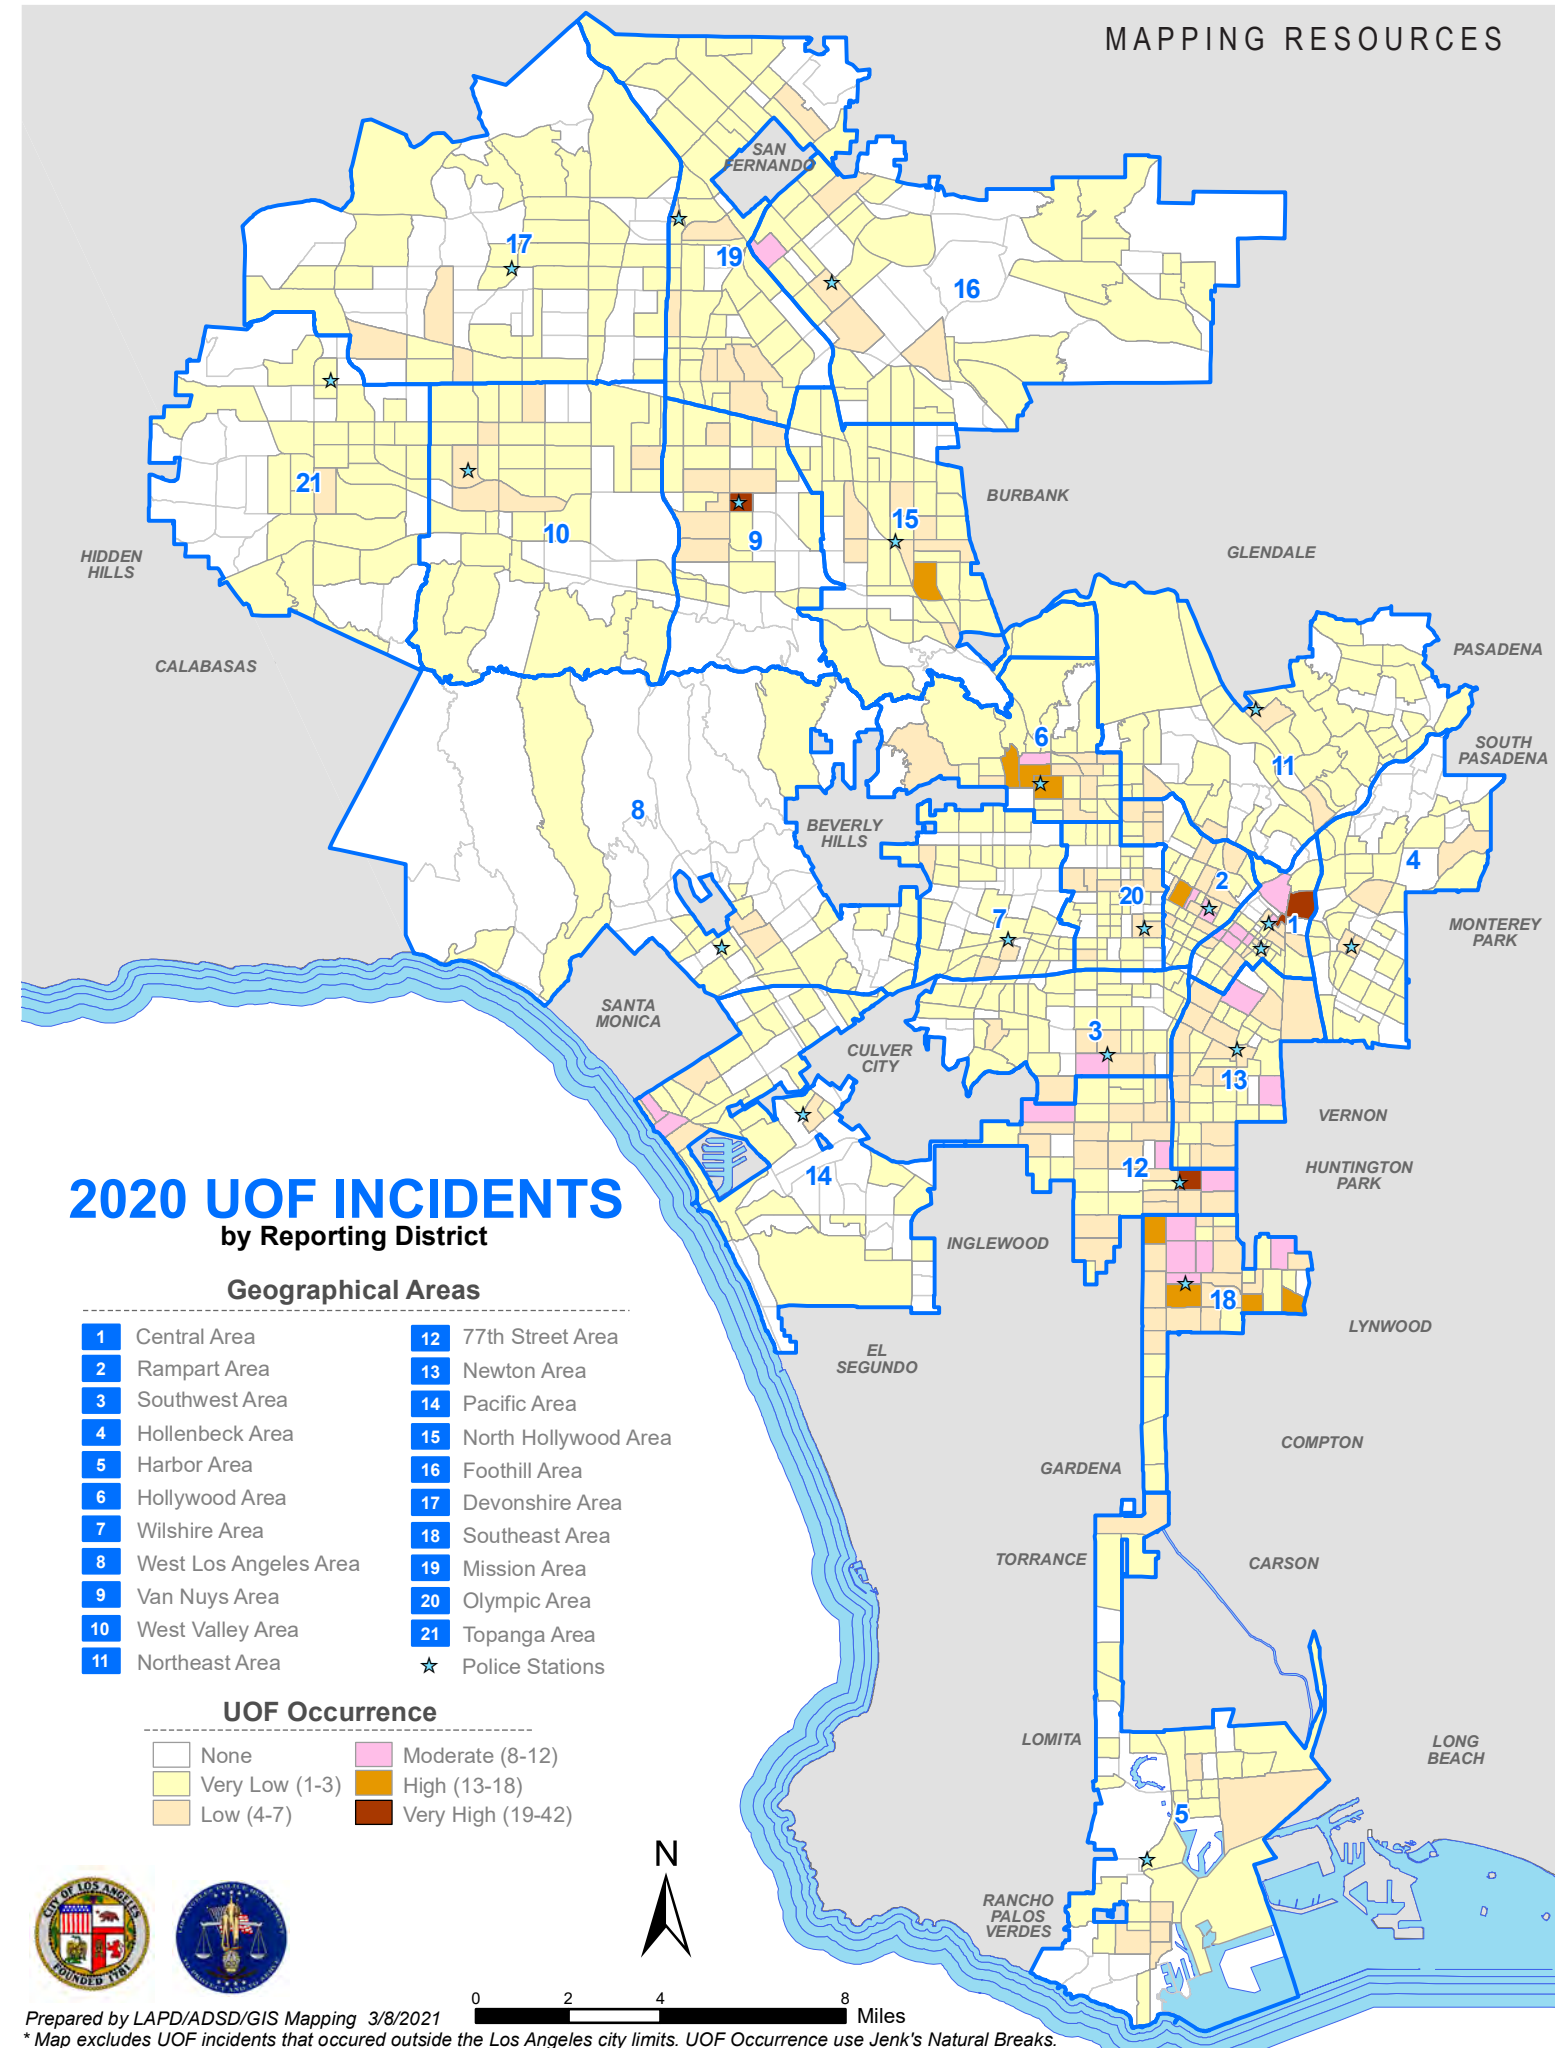 MAPPING RESOURCES
SAN
FERNANDO
17
19
16
21
10
9
15
BURBANK
GLENDALE
HIDDEN
HILLS
CALABASAS
PASADENA
SOUTH
PASADENA
6
11
8
BEVERLY
HILLS
4
2
20
7
1
MONTEREY
PARK
SANTA
MONICA
CULVER
CITY
3
13
VERNON
12
HUNTINGTON
PARK
14
INGLEWOOD
18
LYNWOOD
EL
SEGUNDO
COMPTON
GARDENA
TORRANCE
CARSON
LOMITA
LONG
BEACH
5
RANCHO
PALOS
VERDES
2020 UOF INCIDENTS
by Reporting District
Geographical Areas
1 Central Area
2 Rampart Area
3 Southwest Area
4 Hollenbeck Area
5 Harbor Area
6 Hollywood Area
7 Wilshire Area
8 West Los Angeles Area
9 Van Nuys Area
10 West Valley Area
11 Northeast Area
12 77th Street Area
13 Newton Area
14 Pacific Area
15 North Hollywood Area
16 Foothill Area
17 Devonshire Area
18 Southeast Area
19 Mission Area
20 Olympic Area
21 Topanga Area
Police Stations
UOF Occurrence
None
Very Low (1-3)
Low (4-7)
Moderate (8-12)
High (13-18)
Very High (19-42)
N
CITY OF LOS ANGELES
FOUNDED 1781
0 2 4 8 Miles
Prepared by LAPD/ADSD/GIS Mapping 3/8/2021
* Map excludes UOF incidents that occured outside the Los Angeles city limits. UOF Occurrence use Jenk's Natural Breaks.